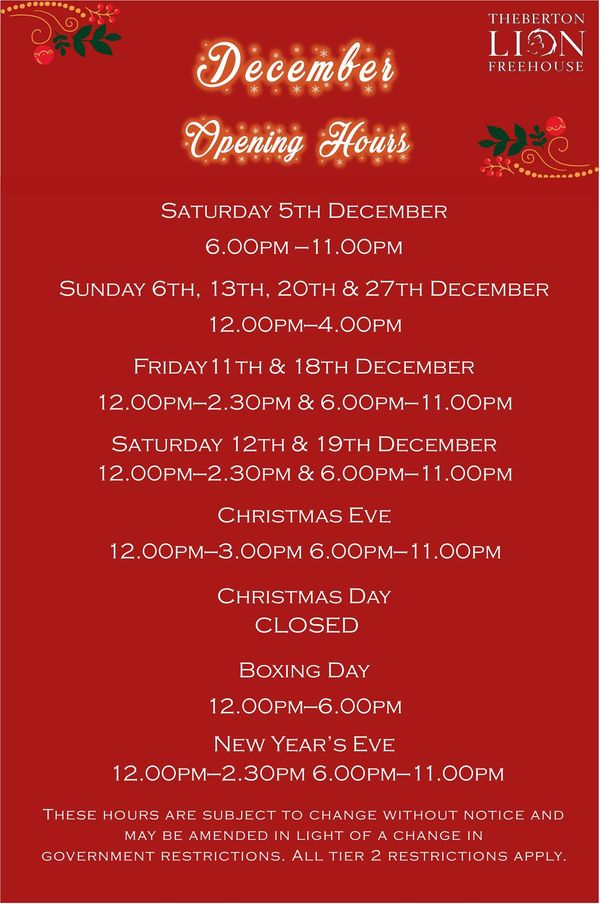 THEBERTON
LION
FREEHOUSE
December
Opening Hours
SATURDAY 5TH DECEMBER
6.00PM –11.00PM
SUNDAY 6TH, 13TH, 20TH & 27TH DECEMBER
12.00PM–4.00PM
FRIDAY11TH & 18TH DECEMBER
12.00PM–2.30PM & 6.00PM–11.00PM
SATURDAY 12TH & 19TH DECEMBER
12.00PM–2.30PM & 6.00PM–11.00PM
CHRISTMAS EVE
12.00PM–3.00PM 6.00PM–11.00PM
CHRISTMAS DAY
CLOSED
BOXING DAY
12.00PM–6.00PM
NEW YEAR'S EVE
12.00PM–2.30PM 6.00PM–11.00PM
THESE HOURS ARE SUBJECT TO CHANGE WITHOUT NOTICE AND
MAY BE AMENDED IN LIGHT OF A CHANGE IN
GOVERNMENT RESTRICTIONS. ALL TIER 2 RESTRICTIONS APPLY.